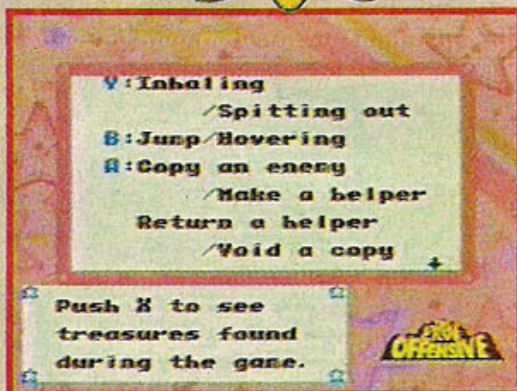 Y:Inhaling
/Spitting out
B:Jump/Hovering
A:Copy an enemy
/Make a helper
Return a helper
/Void a copy
Push X to see
treasures found
during the game.
OFFENSIVE